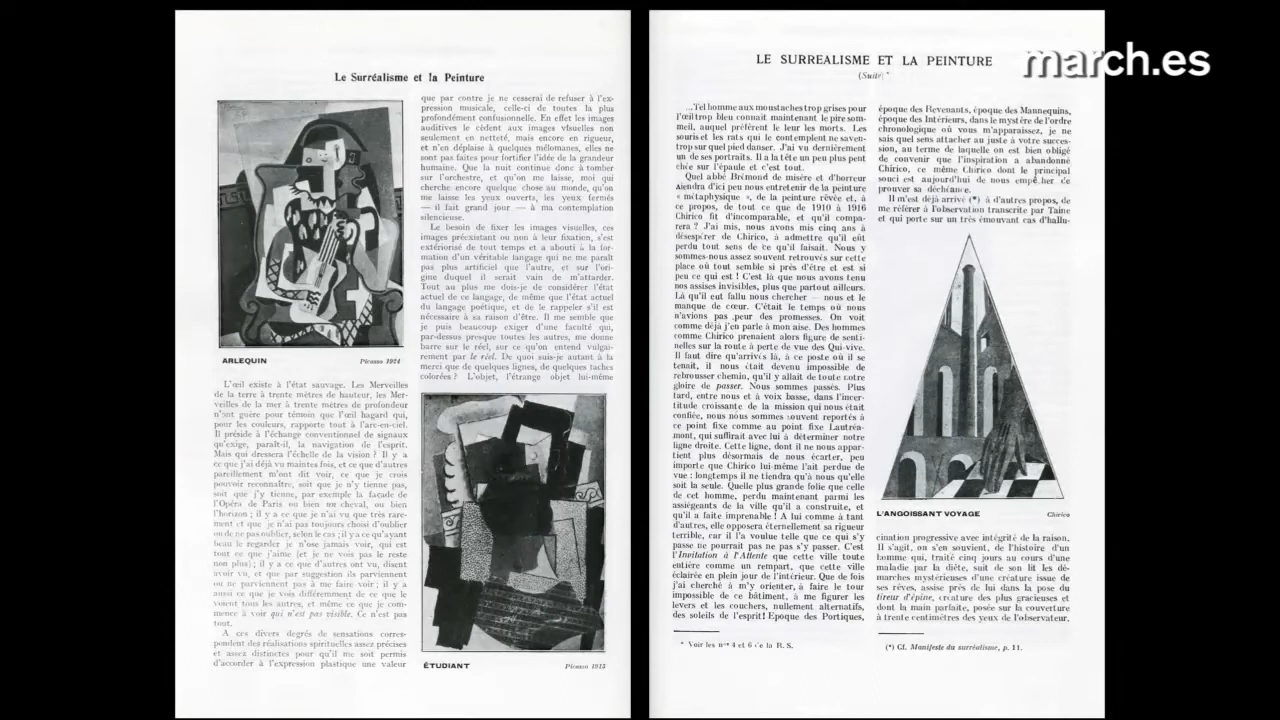 march.es
Le Surréalisme et la Peinture
ARLEQUIN
Picasso 1924
L'œil existe à l'état sauvage. Les Merveilles
de la terre à trente mètres de hauteur, les Mer-
veilles de la mer à trente mètres de profondeur
n'ont guère pour témoin que l'œil hagard qui,
pour les couleurs, rapporte tout à l'arc-en-ciel.
Il préside à l'échange conventionnel de signaux
qu'exige, paraît-il, la navigation de l'esprit.
Mais qui dressera l'échelle de la vision ? Il y a
ce que j'ai déjà vu maintes fois, et ce que d'autres
pareillement m'ont dit voir, ce que je crois
pouvoir reconnaître, soit que je n'y tienne pas,
soit que j'y tienne, par exemple la façade de
l'Opéra de Paris ou bien un cheval, ou bien
l'horizon ; il y a ce que je n'ai vu que très rare-
ment et que je n'ai pas toujours choisi d'oublier
ou de ne pas oublier, selon le cas ; il y a ce qu'ayant
beau le regarder je n'ose jamais voir, qui est
tout ce que j'aime (et je ne vois pas le reste
non plus) ; il y a ce que d'autres ont vu, disent
avoir vu, et que par suggestion ils parviennent
ou ne parviennent pas à me faire voir ; il y a
aussi ce que je vois différemment de ce que le
voient tous les autres, et même ce que je com-
mence à voir qui n'est pas visible. Ce n'est pas
tout.
A ces divers degrés de sensations corres-
pondent des réalisations spirituelles assez précises
et assez distinctes pour qu'il me soit permis
d'accorder à l'expression plastique une valeur
que par contre je ne cesserai de refuser à l'ex-
pression musicale, celle-ci de toutes la plus
profondément confusionnelle. En effet les images
auditives le cèdent aux images visuelles non
seulement en netteté, mais encore en rigueur,
et n'en déplaise à quelques mélomanes, elles ne
sont pas faites pour fortifier l'idée de la grandeur
humaine. Que la nuit continue donc à tomber
sur l'orchestre, et qu'on me laisse, moi qui
cherche encore quelque chose au monde, qu'on
me laisse les yeux ouverts, les yeux fermés
— il fait grand jour — à ma contemplation
silencieuse.
Le besoin de fixer les images visuelles, ces
images préexistant ou non à leur fixation, s'est
extériorisé de tout temps et a abouti à la for-
mation d'un véritable langage qui ne me paraît
pas plus artificiel que l'autre, et sur l'ori-
gine duquel il serait vain de m'attarder.
Tout au plus me dois-je de considérer l'état
actuel de ce langage, de même que l'état actuel
du langage poétique, et de le rappeler s'il est
nécessaire à sa raison d'être. Il me semble que
je puis beaucoup exiger d'une faculté qui,
par-dessus presque toutes les autres, me donne
barre sur le réel, sur ce qu'on entend vulgai-
rement par le réel. De quoi suis-je autant à la
merci que de quelques lignes, de quelques taches
colorées ? L'objet, l'étrange objet lui-même
ÉTUDIANT
Picasso 1913
LE SURREALISME ET LA PEINTURE
(Suite) *
...Tel homme aux moustaches trop grises pour
l'œil trop bleu connaît maintenant le pire som-
meil, auquel préfèrent le leur les morts. Les
souris et les rats qui le contemplent ne saven-
trop sur quel pied danser. J'ai vu dernièrement
un de ses portraits. Il a la tête un peu plus pent
chée sur l'épaule et c'est tout.
Quel abbé Brémond de misère et d'horreur
viendra d'ici peu nous entretenir de la peinture
« métaphysique », de la peinture rêvée et, à
ce propos, de tout ce que de 1910 à 1916
Chirico fit d'incomparable, et qu'il compa-
rera ? J'ai mis, nous avons mis cinq ans à
désespérer de Chirico, à admettre qu'il eût
perdu tout sens de ce qu'il faisait. Nous y
sommes-nous assez souvent retrouvés sur cette
place où tout semble si près d'être et est si
peu ce qui est ! C'est là que nous avons tenu
nos assises invisibles, plus que partout ailleurs.
Là qu'il eut fallu nous chercher — nous et le
manque de cœur. C'était le temps où nous
n'avions pas peur des promesses. On voit
comme déjà j'en parle à mon aise. Des hommes
comme Chirico prenaient alors figure de senti-
nelles sur la route à perte de vue des Qui-vive.
Il faut dire qu'arrivés là, à ce poste où il se
tenait, il nous était devenu impossible de
rebrousser chemin, qu'il y allait de toute notre
gloire de passer. Nous sommes passés. Plus
tard, entre nous et à voix basse, dans l'incer-
titude croissante de la mission qui nous était
confiée, nous nous sommes souvent reportés à
ce point fixe comme au point fixe Lautréa-
mont, qui suffirait avec lui à déterminer notre
ligne droite. Cette ligne, dont il ne nous appar-
tient plus désormais de nous écarter, peu
importe que Chirico lui-même l'ait perdue de
vue : longtemps il ne tiendra qu'à nous qu'elle
soit la seule. Quelle plus grande folie que celle
de cet homme, perdu maintenant parmi les
assiégeants de la ville qu'il a construite, et
qu'il a faite imprenable ! A lui comme à tant
d'autres, elle opposera éternellement sa rigueur
terrible, car il l'a voulue telle que ce qui s'y
passe ne pourrait pas ne pas s'y passer. C'est
l'Invitation à l'Attente que cette ville toute
entière comme un rempart, que cette ville
éclairée en plein jour de l'intérieur. Que de fois
j'ai cherché à m'y orienter, à faire le tour
impossible de ce bâtiment, à me figurer les
levers et les couchers, nullement alternatifs,
des soleils de l'esprit! Epoque des Portiques,
* Voir les nos 4 et 6 de la R. S.
époque des Revenants, époque des Mannequins,
époque des Intérieurs, dans le mystère de l'ordre
chronologique où vous m'apparaissez, je ne
sais quel sens attacher au juste à votre succes-
sion, au terme de laquelle on est bien obligé
de convenir que l'inspiration a abandonné
Chirico, ce même Chirico dont le principal
souci est aujourd'hui de nous empêcher de
prouver sa déchéance.
Il m'est déjà arrivé (*) à d'autres propos, de
me référer à l'observation transcrite par Taine
et qui porte sur un très émouvant cas d'hallu-
L'ANGOISSANT VOYAGE
Chirico
cination progressive avec intégrité de la raison.
Il s'agit, on s'en souvient, de l'histoire d'un
homme qui, traité cinq jours au cours d'une
maladie par la diète, suit de son lit les dé-
marches mystérieuses d'une créature issue de
ses rêves, assise près de lui dans la pose du
tireur d'épine, créature des plus gracieuses et
dont la main parfaite, posée sur la couverture
à trente centimètres des yeux de l'observateur.
(*) Cf. Manifeste du surréalisme, p. 11.